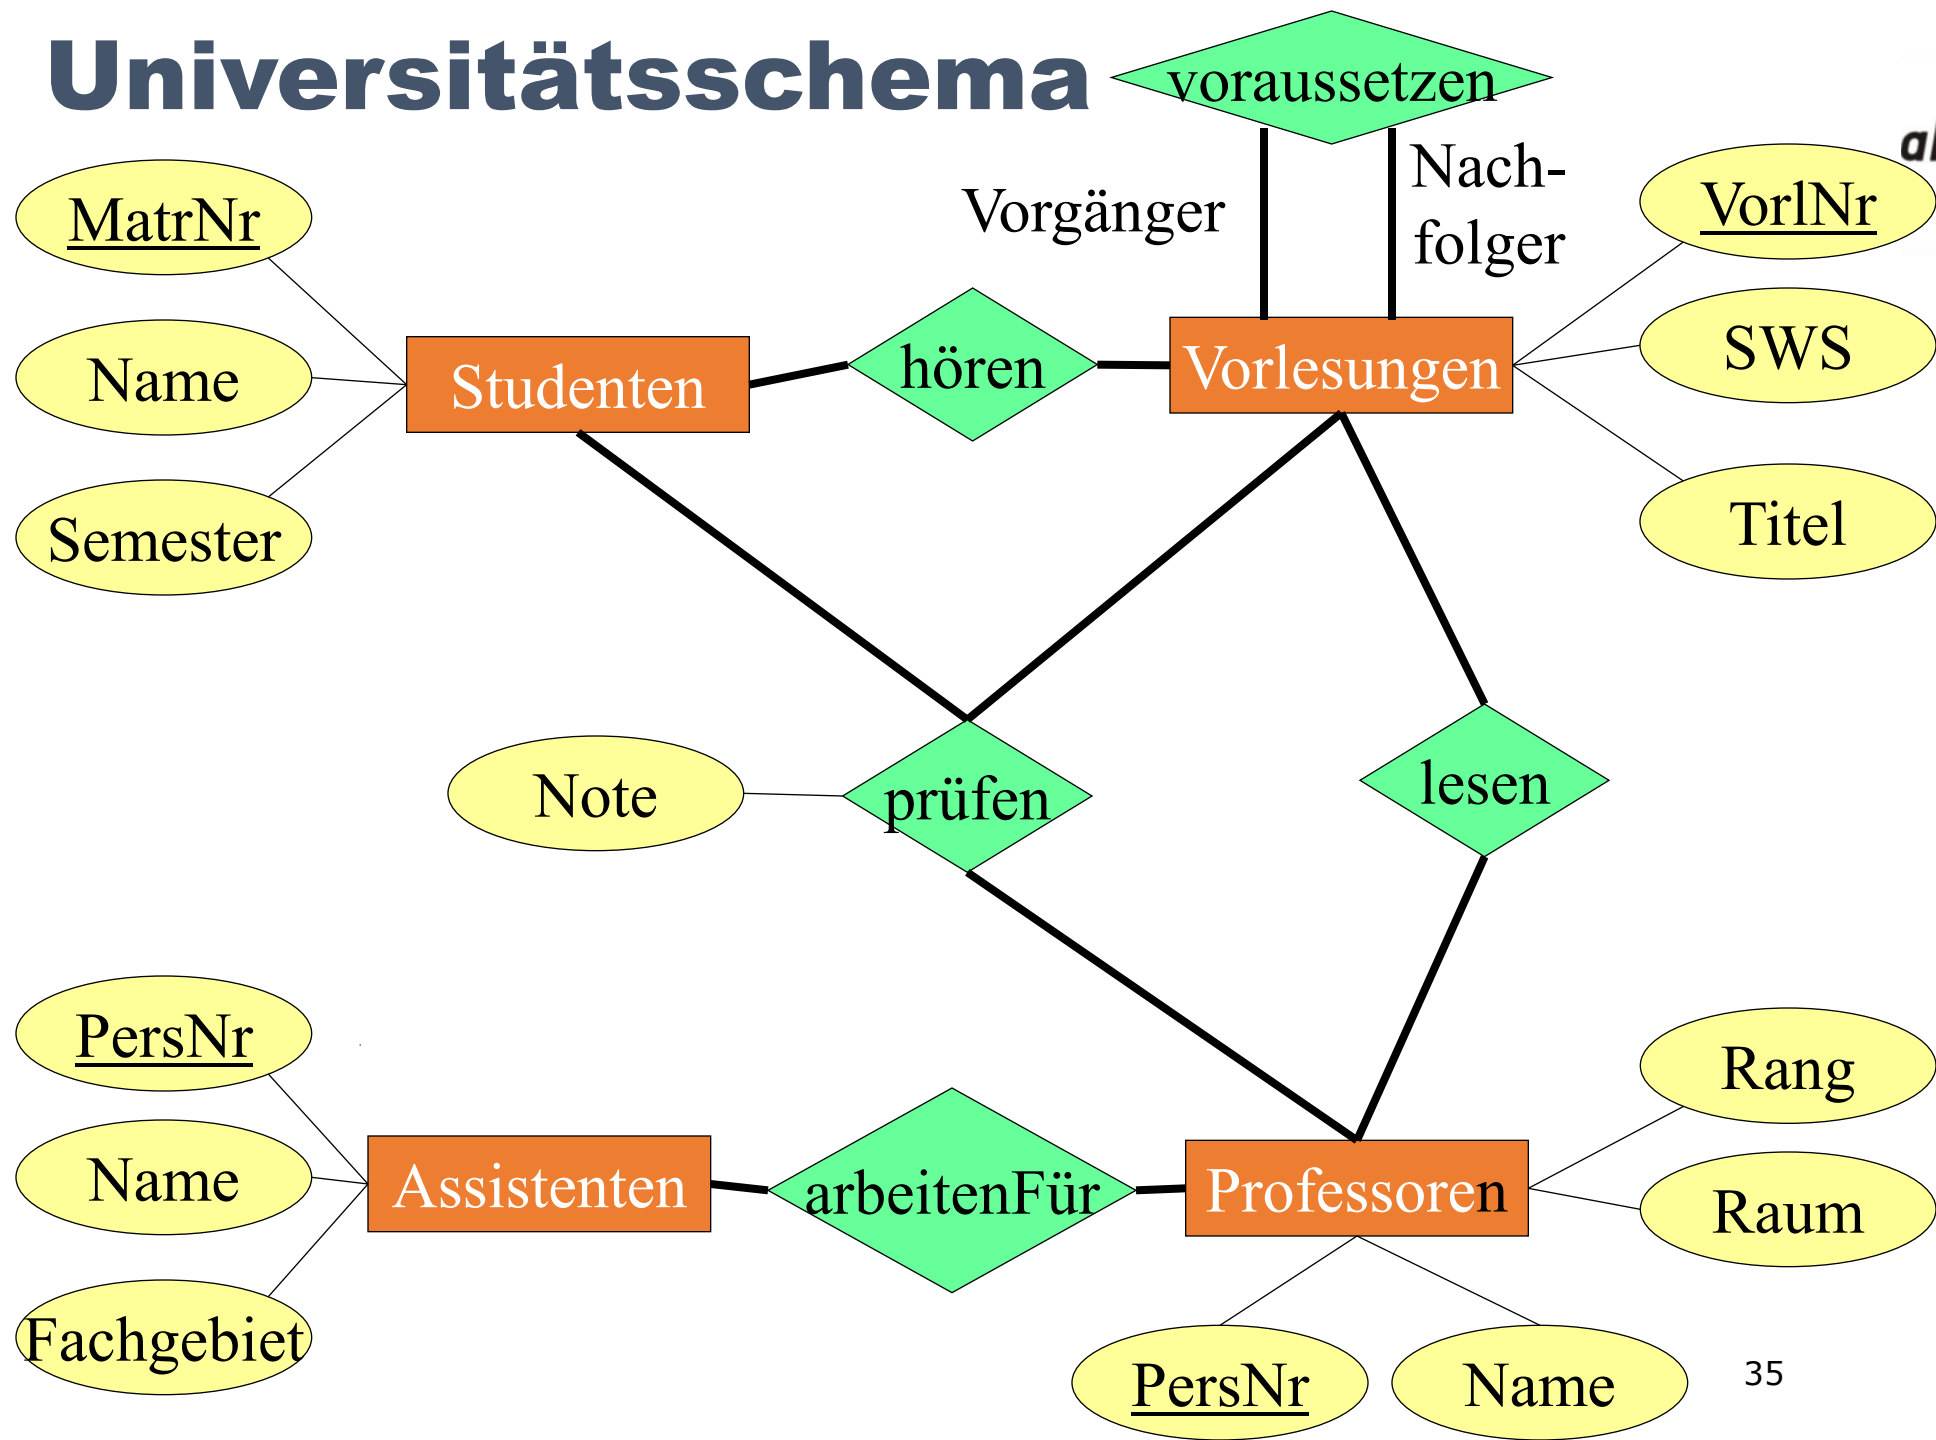 Universitätsschema
voraussetzen
al
Vorgänger
Nach-
folger
MatrNr
VorlNr
Name
Studenten
hören
Vorlesungen
SWS
Semester
Titel
Note
prüfen
lesen
PersNr
Rang
Name
Assistenten
arbeitenFür
Professoren
Raum
Fachgebiet
PersNr
Name
35